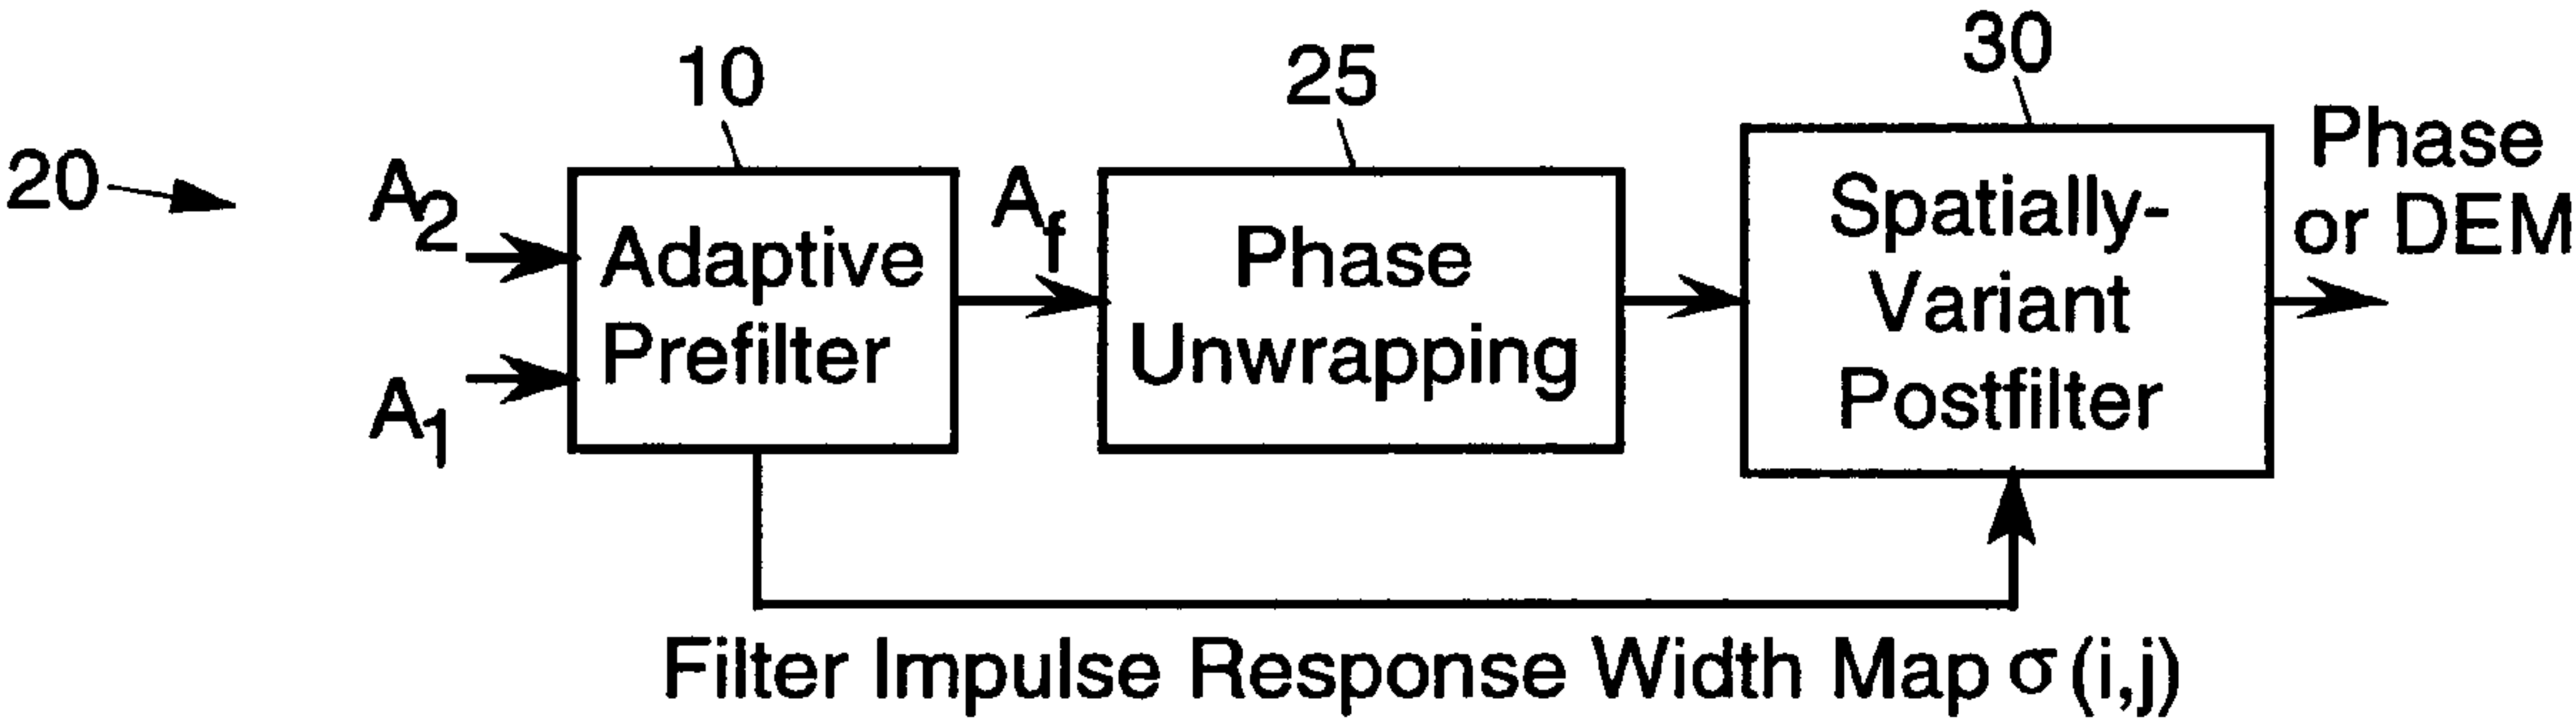 20
10
25
30
A2
A1
Adaptive
Prefilter
Af
Phase
Unwrapping
Spatially-
Variant
Postfilter
Phase
or DEM
Filter Impulse Response Width Map σ(i,j)